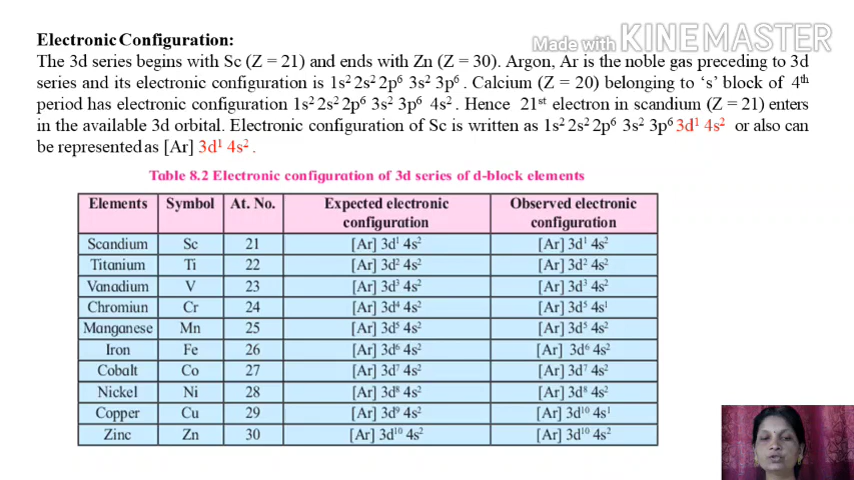 Made with KINEMASTER
Electronic Configuration:
The 3d series begins with Sc (Z = 21) and ends with Zn (Z = 30). Argon, Ar is the noble gas preceding to 3d
series and its electronic configuration is 1s² 2s² 2p⁶ 3s² 3p⁶ . Calcium (Z = 20) belonging to ‘s’ block of 4ᵗʰ
period has electronic configuration 1s² 2s² 2p⁶ 3s² 3p⁶ 4s² . Hence 21ˢᵗ electron in scandium (Z = 21) enters
in the available 3d orbital. Electronic configuration of Sc is written as 1s² 2s² 2p⁶ 3s² 3p⁶ 3d¹ 4s² or also can
be represented as [Ar] 3d¹ 4s² .
Table 8.2 Electronic configuration of 3d series of d-block elements
Elements Symbol At. No. Expected electronic configuration Observed electronic configuration
Scandium Sc 21 [Ar] 3d¹ 4s² [Ar] 3d¹ 4s²
Titanium Ti 22 [Ar] 3d² 4s² [Ar] 3d² 4s²
Vanadium V 23 [Ar] 3d³ 4s² [Ar] 3d³ 4s²
Chromiun Cr 24 [Ar] 3d⁴ 4s² [Ar] 3d⁵ 4s¹
Manganese Mn 25 [Ar] 3d⁵ 4s² [Ar] 3d⁵ 4s²
Iron Fe 26 [Ar] 3d⁶ 4s² [Ar] 3d⁶ 4s²
Cobalt Co 27 [Ar] 3d⁷ 4s² [Ar] 3d⁷ 4s²
Nickel Ni 28 [Ar] 3d⁸ 4s² [Ar] 3d⁸ 4s²
Copper Cu 29 [Ar] 3d⁹ 4s² [Ar] 3d¹⁰ 4s¹
Zinc Zn 30 [Ar] 3d¹⁰ 4s² [Ar] 3d¹⁰ 4s²